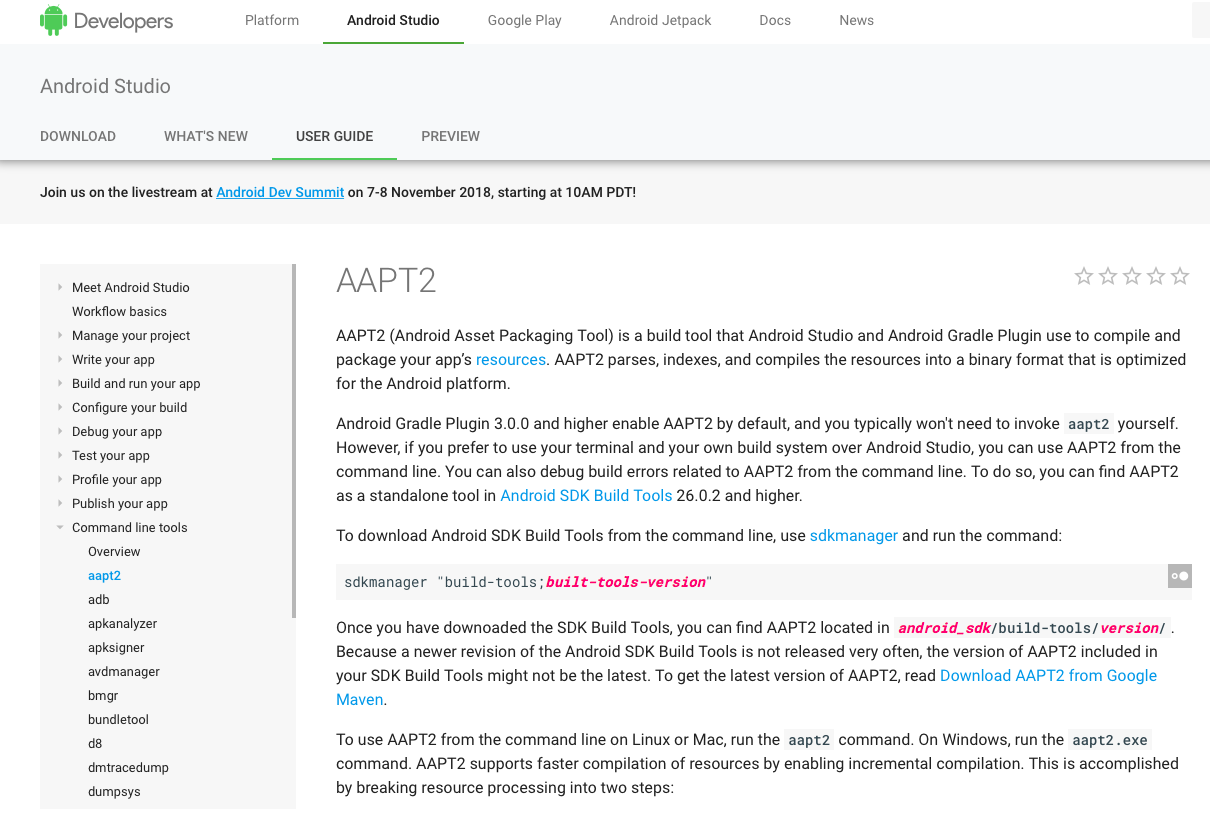 Developers
Platform
Android Studio
Google Play
Android Jetpack
Docs
News
Android Studio
DOWNLOAD
WHAT'S NEW
USER GUIDE
PREVIEW
Join us on the livestream at Android Dev Summit on 7-8 November 2018, starting at 10AM PDT!
Meet Android Studio
Workflow basics
Manage your project
Write your app
Build and run your app
Configure your build
Debug your app
Test your app
Profile your app
Publish your app
Command line tools
Overview
aapt2
adb
apkanalyzer
apksigner
avdmanager
bmgr
bundletool
d8
dmtracedump
dumpsys
AAPT2
AAPT2 (Android Asset Packaging Tool) is a build tool that Android Studio and Android Gradle Plugin use to compile and
package your app’s resources. AAPT2 parses, indexes, and compiles the resources into a binary format that is optimized
for the Android platform.
Android Gradle Plugin 3.0.0 and higher enable AAPT2 by default, and you typically won't need to invoke aapt2 yourself.
However, if you prefer to use your terminal and your own build system over Android Studio, you can use AAPT2 from the
command line. You can also debug build errors related to AAPT2 from the command line. To do so, you can find AAPT2
as a standalone tool in Android SDK Build Tools 26.0.2 and higher.
To download Android SDK Build Tools from the command line, use sdkmanager and run the command:
sdkmanager "build-tools;built-tools-version"
Once you have downoaded the SDK Build Tools, you can find AAPT2 located in android_sdk/build-tools/version/ .
Because a newer revision of the Android SDK Build Tools is not released very often, the version of AAPT2 included in
your SDK Build Tools might not be the latest. To get the latest version of AAPT2, read Download AAPT2 from Google
Maven.
To use AAPT2 from the command line on Linux or Mac, run the aapt2 command. On Windows, run the aapt2.exe
command. AAPT2 supports faster compilation of resources by enabling incremental compilation. This is accomplished
by breaking resource processing into two steps: